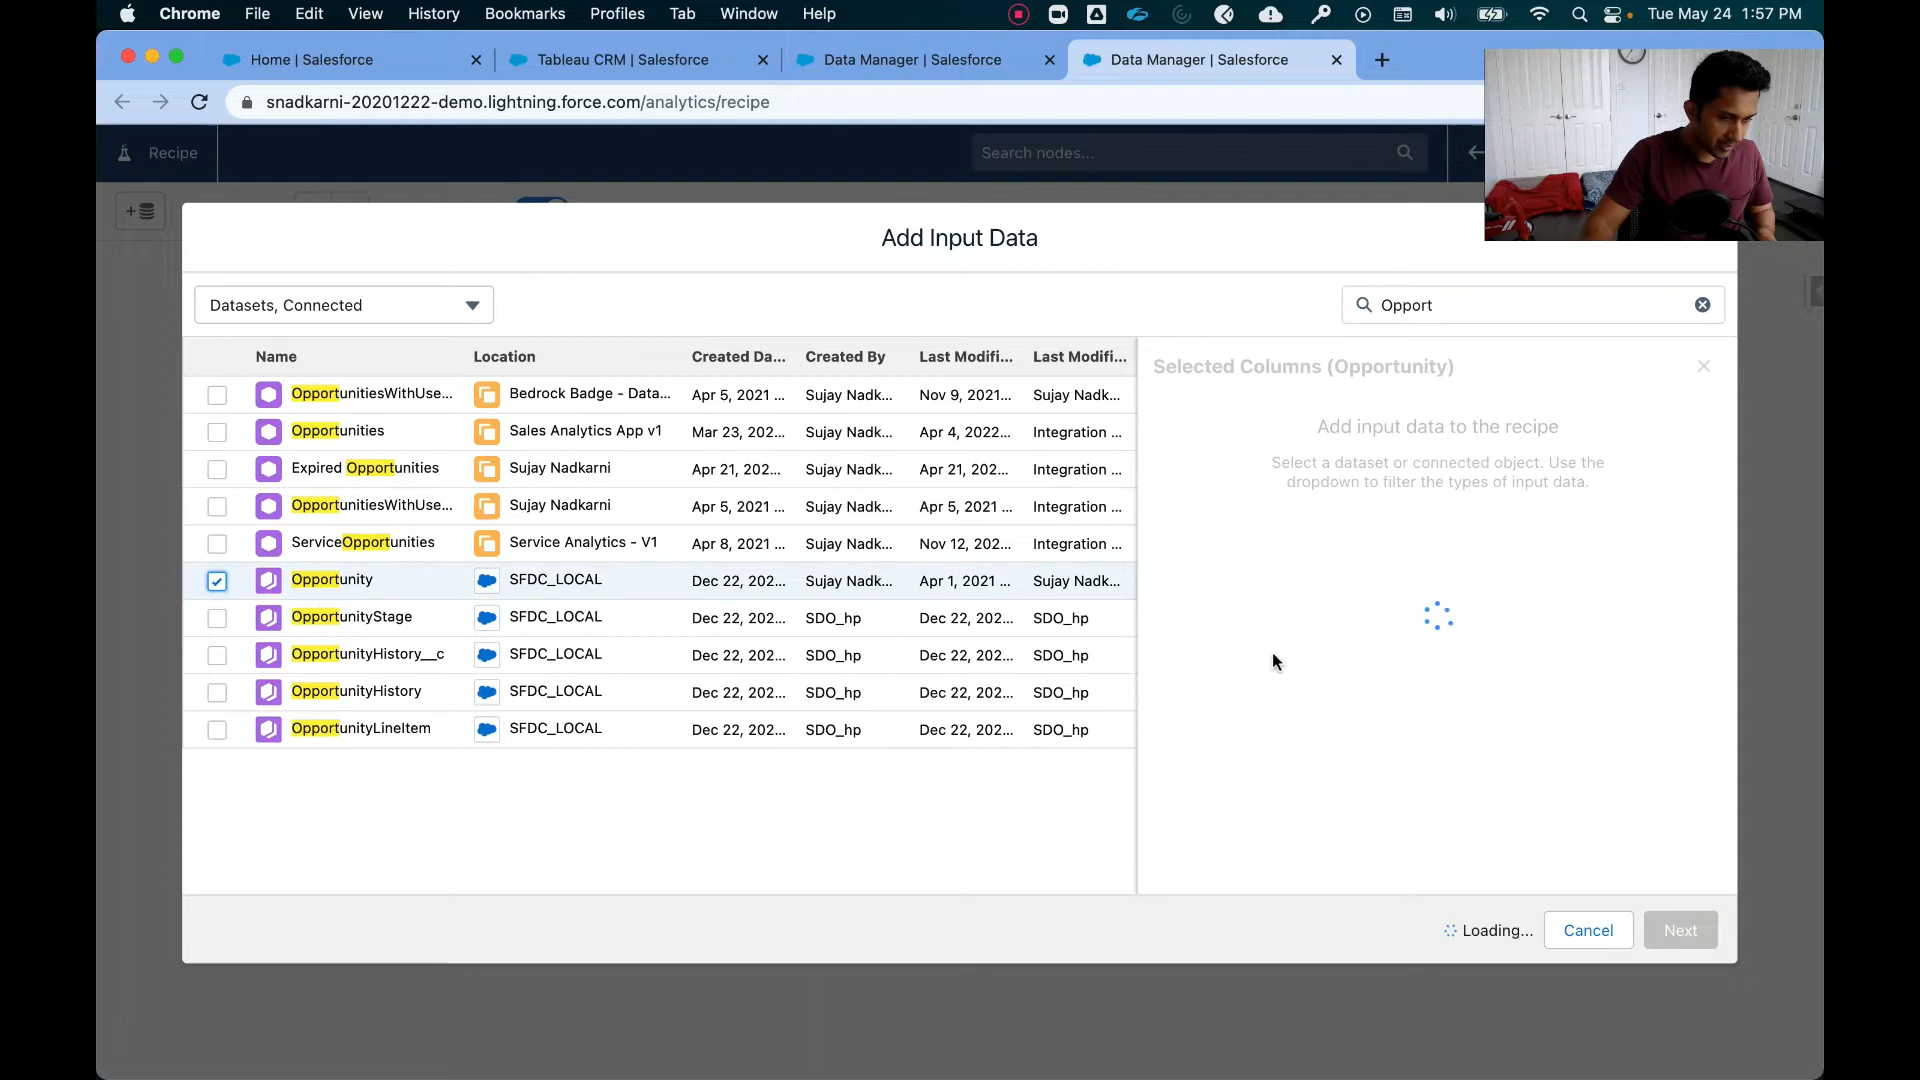 Chrome File Edit View History Bookmarks Profiles Tab Window Help Tue May 24 1:57 PM
Home | Salesforce Tableau CRM | Salesforce Data Manager | Salesforce Data Manager | Salesforce
snadkarni-20201222-demo.lightning.force.com/analytics/recipe
Recipe Search nodes...
Add Input Data
Datasets, Connected Opport
Name Location Created Da... Created By Last Modifi... Last Modifi...
OpportunitiesWithUse... Bedrock Badge - Data... Apr 5, 2021 ... Sujay Nadk... Nov 9, 2021... Sujay Nadk...
Opportunities Sales Analytics App v1 Mar 23, 202... Sujay Nadk... Apr 4, 2022... Integration ...
Expired Opportunities Sujay Nadkarni Apr 21, 202... Sujay Nadk... Apr 21, 202... Integration ...
OpportunitiesWithUse... Sujay Nadkarni Apr 5, 2021 ... Sujay Nadk... Apr 5, 2021 ... Integration ...
ServiceOpportunities Service Analytics - V1 Apr 8, 2021 ... Sujay Nadk... Nov 12, 202... Integration ...
Opportunity SFDC_LOCAL Dec 22, 202... Sujay Nadk... Apr 1, 2021 ... Sujay Nadk...
OpportunityStage SFDC_LOCAL Dec 22, 202... SDO_hp Dec 22, 202... SDO_hp
OpportunityHistory__c SFDC_LOCAL Dec 22, 202... SDO_hp Dec 22, 202... SDO_hp
OpportunityHistory SFDC_LOCAL Dec 22, 202... SDO_hp Dec 22, 202... SDO_hp
OpportunityLineItem SFDC_LOCAL Dec 22, 202... SDO_hp Dec 22, 202... SDO_hp
Selected Columns (Opportunity)
Add input data to the recipe
Select a dataset or connected object. Use the
dropdown to filter the types of input data.
Loading... Cancel Next